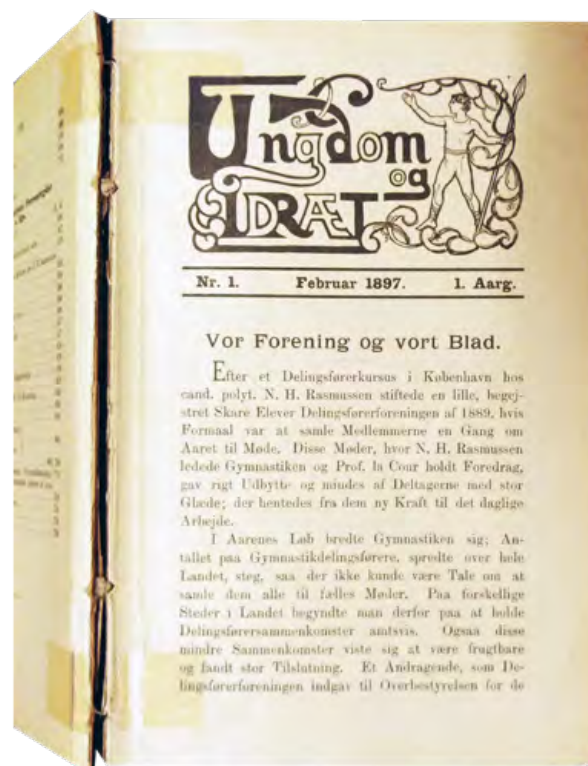 Ungdom
og
IDRÆT
Nr. 1. Februar 1897. 1. Aarg.
Vor Forening og vort Blad.
Efter et Delingsførerkursus i København hos
cand. polyt. N. H. Rasmussen stiftede en lille, begej-
stret Skare Elever Delingsførerforeningen af 1889, hvis
Formaal var at samle Medlemmerne en Gang om
Aaret til Møde. Disse Møder, hvor N. H. Rasmussen
ledede Gymnastiken og Prof. la Cour holdt Foredrag,
gav rigt Udbytte og mindes af Deltagerne med stor
Glæde; der hentedes fra dem ny Kraft til det daglige
Arbejde.
I Aarenes Løb bredte Gymnastiken sig; An-
tallet paa Gymnastikdelingsførere, spredte over hele
Landet, steg, saa der ikke kunde være Tale om at
samle dem alle til fælles Møder. Paa forskellige
Steder i Landet begyndte man derfor paa at holde
Delingsførersammenkomster amtsvis. Ogsaa disse
mindre Sammenkomster viste sig at være frugtbare
og fandt stor Tilslutning. Et Andragende, som De-
lingsførerforeningen indgav til Overbestyrelsen for de